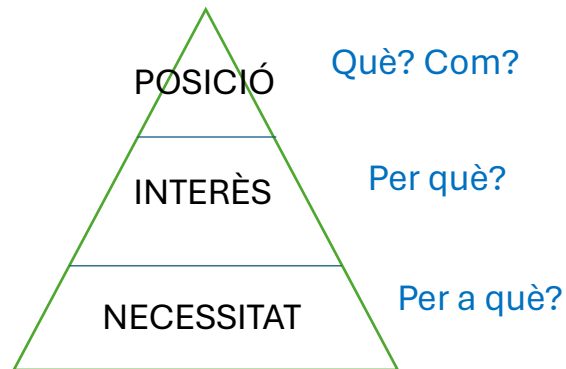 POSICIÓ
Què? Com?
INTERÈS
Per què?
NECESSITAT
Per a què?